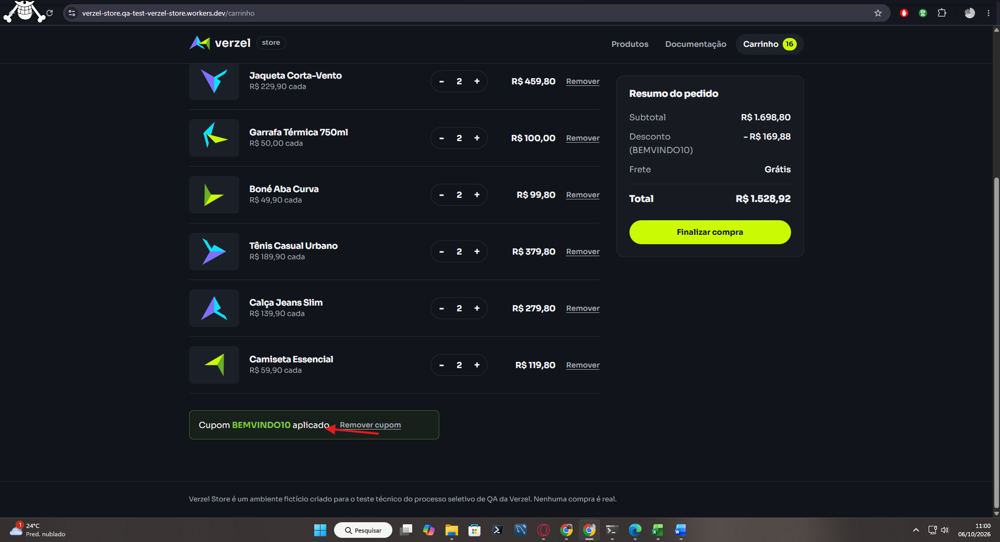 verzel-store.qa-test-verzel-store.workers.dev/carrinho
verzel store
Produtos
Documentação
Carrinho 16
Jaqueta Corta-Vento
R$ 229,90 cada
- 2 +
R$ 459,80
Remover
Garrafa Térmica 750ml
R$ 50,00 cada
- 2 +
R$ 100,00
Remover
Boné Aba Curva
R$ 49,90 cada
- 2 +
R$ 99,80
Remover
Tênis Casual Urbano
R$ 189,90 cada
- 2 +
R$ 379,80
Remover
Calça Jeans Slim
R$ 139,90 cada
- 2 +
R$ 279,80
Remover
Camiseta Essencial
R$ 59,90 cada
- 2 +
R$ 119,80
Remover
Cupom BEMVINDO10 aplicado
Remover cupom
Resumo do pedido
Subtotal R$ 1.698,80
Desconto - R$ 169,88
(BEMVINDO10)
Frete Grátis
Total R$ 1.528,92
Finalizar compra
Verzel Store é um ambiente fictício criado para o teste técnico do processo seletivo de QA da Verzel. Nenhuma compra é real.
1
24°C
Pred. nublado
Pesquisar
11:00
06/10/2026